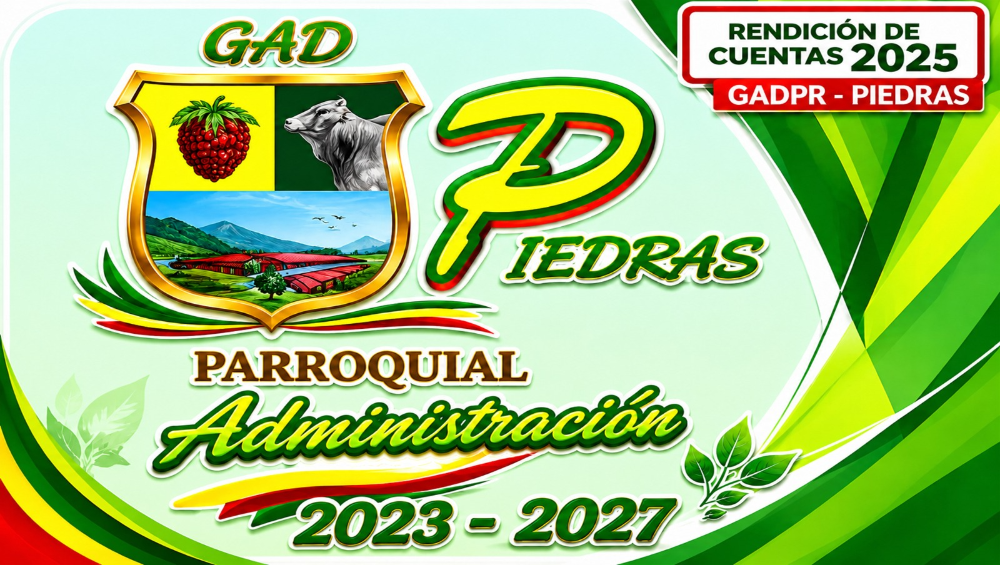 GAD
PIEDRAS
PARROQUIAL
Administración
2023 - 2027
RENDICIÓN DE
CUENTAS 2025
GADPR - PIEDRAS